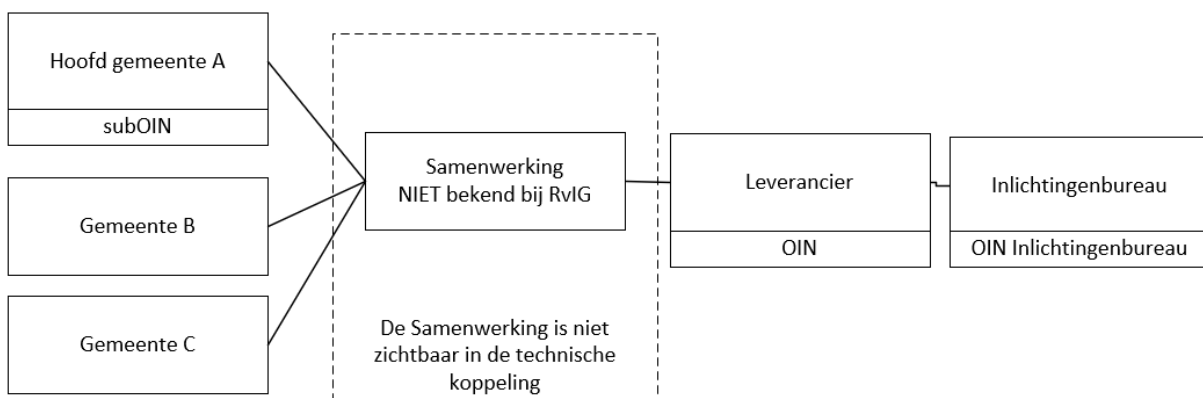 Hoofd gemeente A
subOIN
Gemeente B
Gemeente C
Samenwerking
NIET bekend bij RvIG
De Samenwerking is niet
zichtbaar in de technische
koppeling
Leverancier
OIN
Inlichtingenbureau
OIN Inlichtingenbureau